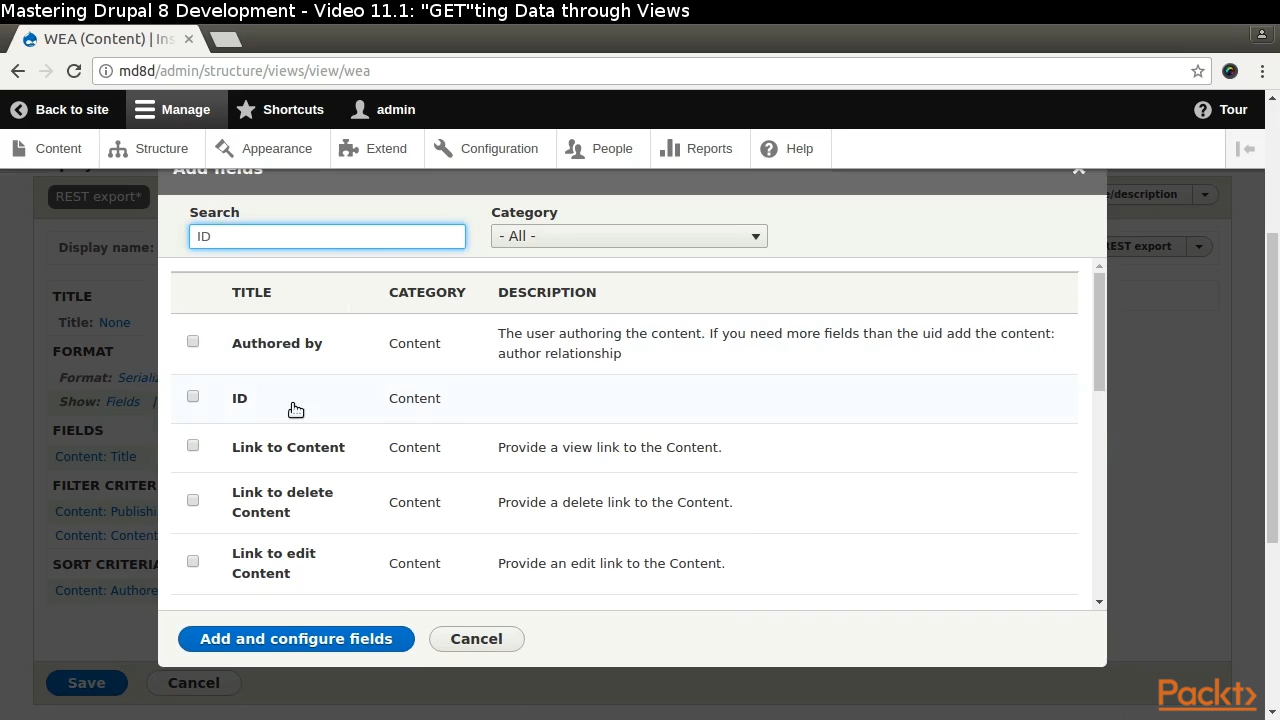 Mastering Drupal 8 Development - Video 11.1: "GET"ting Data through Views
WEA (Content) | Ins
md8d/admin/structure/views/view/wea
Back to site Manage Shortcuts admin Tour
Content Structure Appearance Extend Configuration People Reports Help
Add fields
REST export*
e/description
Search Category
ID - All -
Display name:
REST export
TITLE CATEGORY DESCRIPTION
TITLE
Title: None
Authored by Content The user authoring the content. If you need more fields than the uid add the content:
author relationship
FORMAT
Format: Serializ
Show: Fields |
ID Content
FIELDS
Content: Title
Link to Content Content Provide a view link to the Content.
FILTER CRITER
Content: Publishi
Content: Content
Link to delete
Content Content Provide a delete link to the Content.
SORT CRITERIA
Content: Authore
Link to edit
Content Content Provide an edit link to the Content.
Add and configure fields Cancel
Save Cancel
Packt